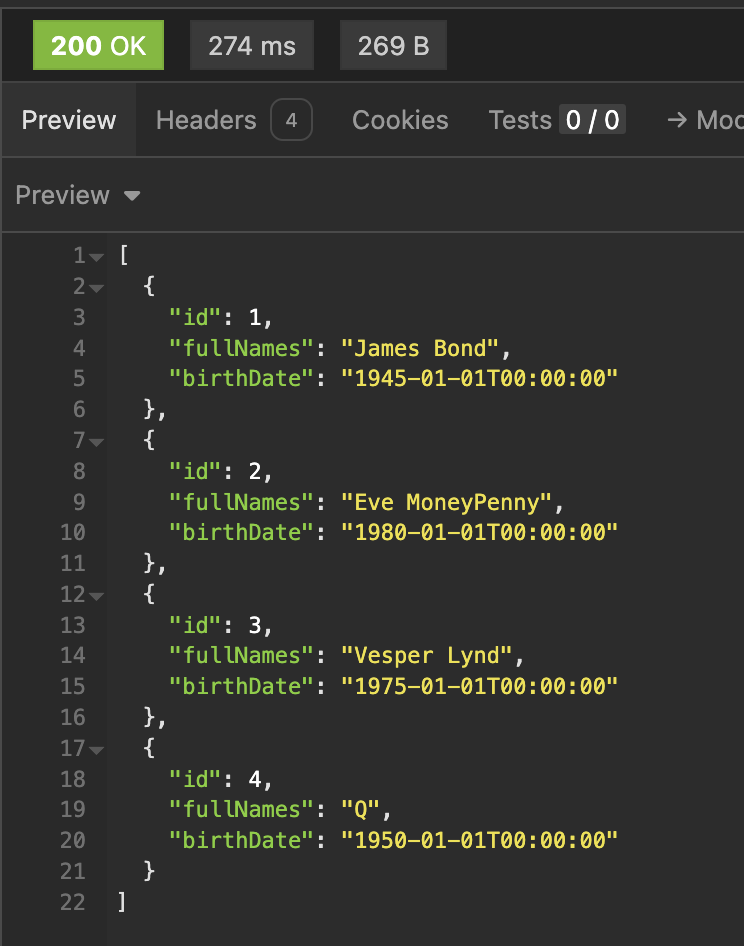 200 OK 274 ms 269 B
Preview Headers 4 Cookies Tests 0 / 0 → Moc
Preview
1 [
2 {
3 "id": 1,
4 "fullNames": "James Bond",
5 "birthDate": "1945-01-01T00:00:00"
6 },
7 {
8 "id": 2,
9 "fullNames": "Eve MoneyPenny",
10 "birthDate": "1980-01-01T00:00:00"
11 },
12 {
13 "id": 3,
14 "fullNames": "Vesper Lynd",
15 "birthDate": "1975-01-01T00:00:00"
16 },
17 {
18 "id": 4,
19 "fullNames": "Q",
20 "birthDate": "1950-01-01T00:00:00"
21 }
22 ]